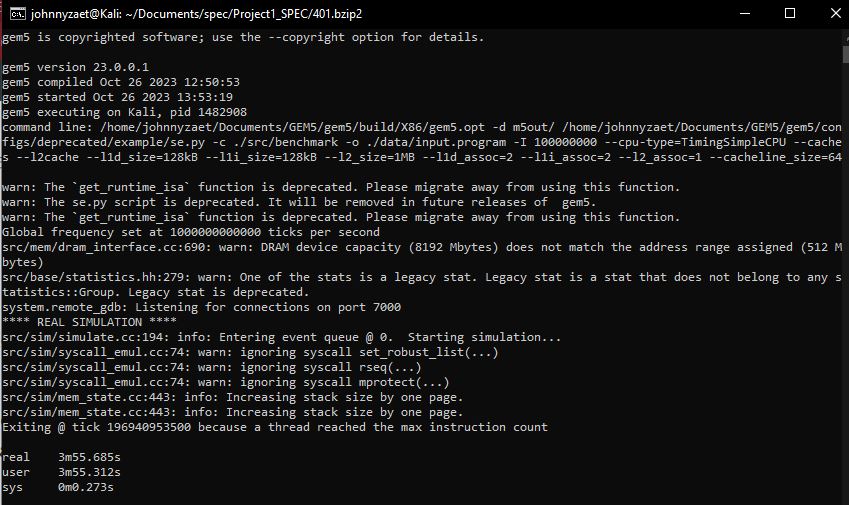 johnnyzaet@Kali: ~/Documents/spec/Project1_SPEC/401.bzip2
gem5 is copyrighted software; use the --copyright option for details.
gem5 version 23.0.0.1
gem5 compiled Oct 26 2023 12:50:53
gem5 started Oct 26 2023 13:53:19
gem5 executing on Kali, pid 1482908
command line: /home/johnnyzaet/Documents/GEM5/gem5/build/X86/gem5.opt -d m5out/ /home/johnnyzaet/Documents/GEM5/gem5/con
figs/deprecated/example/se.py -c ./src/benchmark -o ./data/input.program -I 100000000 --cpu-type=TimingSimpleCPU --cache
s --l2cache --l1d_size=128kB --l1i_size=128kB --l2_size=1MB --l1d_assoc=2 --l1i_assoc=2 --l2_assoc=1 --cacheline_size=64
warn: The `get_runtime_isa` function is deprecated. Please migrate away from using this function.
warn: The se.py script is deprecated. It will be removed in future releases of  gem5.
warn: The `get_runtime_isa` function is deprecated. Please migrate away from using this function.
Global frequency set at 1000000000000 ticks per second
src/mem/dram_interface.cc:690: warn: DRAM device capacity (8192 Mbytes) does not match the address range assigned (512 M
bytes)
src/base/statistics.hh:279: warn: One of the stats is a legacy stat. Legacy stat is a stat that does not belong to any s
tatistics::Group. Legacy stat is deprecated.
system.remote_gdb: Listening for connections on port 7000
**** REAL SIMULATION ****
src/sim/simulate.cc:194: info: Entering event queue @ 0.  Starting simulation...
src/sim/syscall_emul.cc:74: warn: ignoring syscall set_robust_list(...)
src/sim/syscall_emul.cc:74: warn: ignoring syscall rseq(...)
src/sim/syscall_emul.cc:74: warn: ignoring syscall mprotect(...)
src/sim/mem_state.cc:443: info: Increasing stack size by one page.
src/sim/mem_state.cc:443: info: Increasing stack size by one page.
Exiting @ tick 196940953500 because a thread reached the max instruction count
real    3m55.685s
user    3m55.312s
sys     0m0.273s